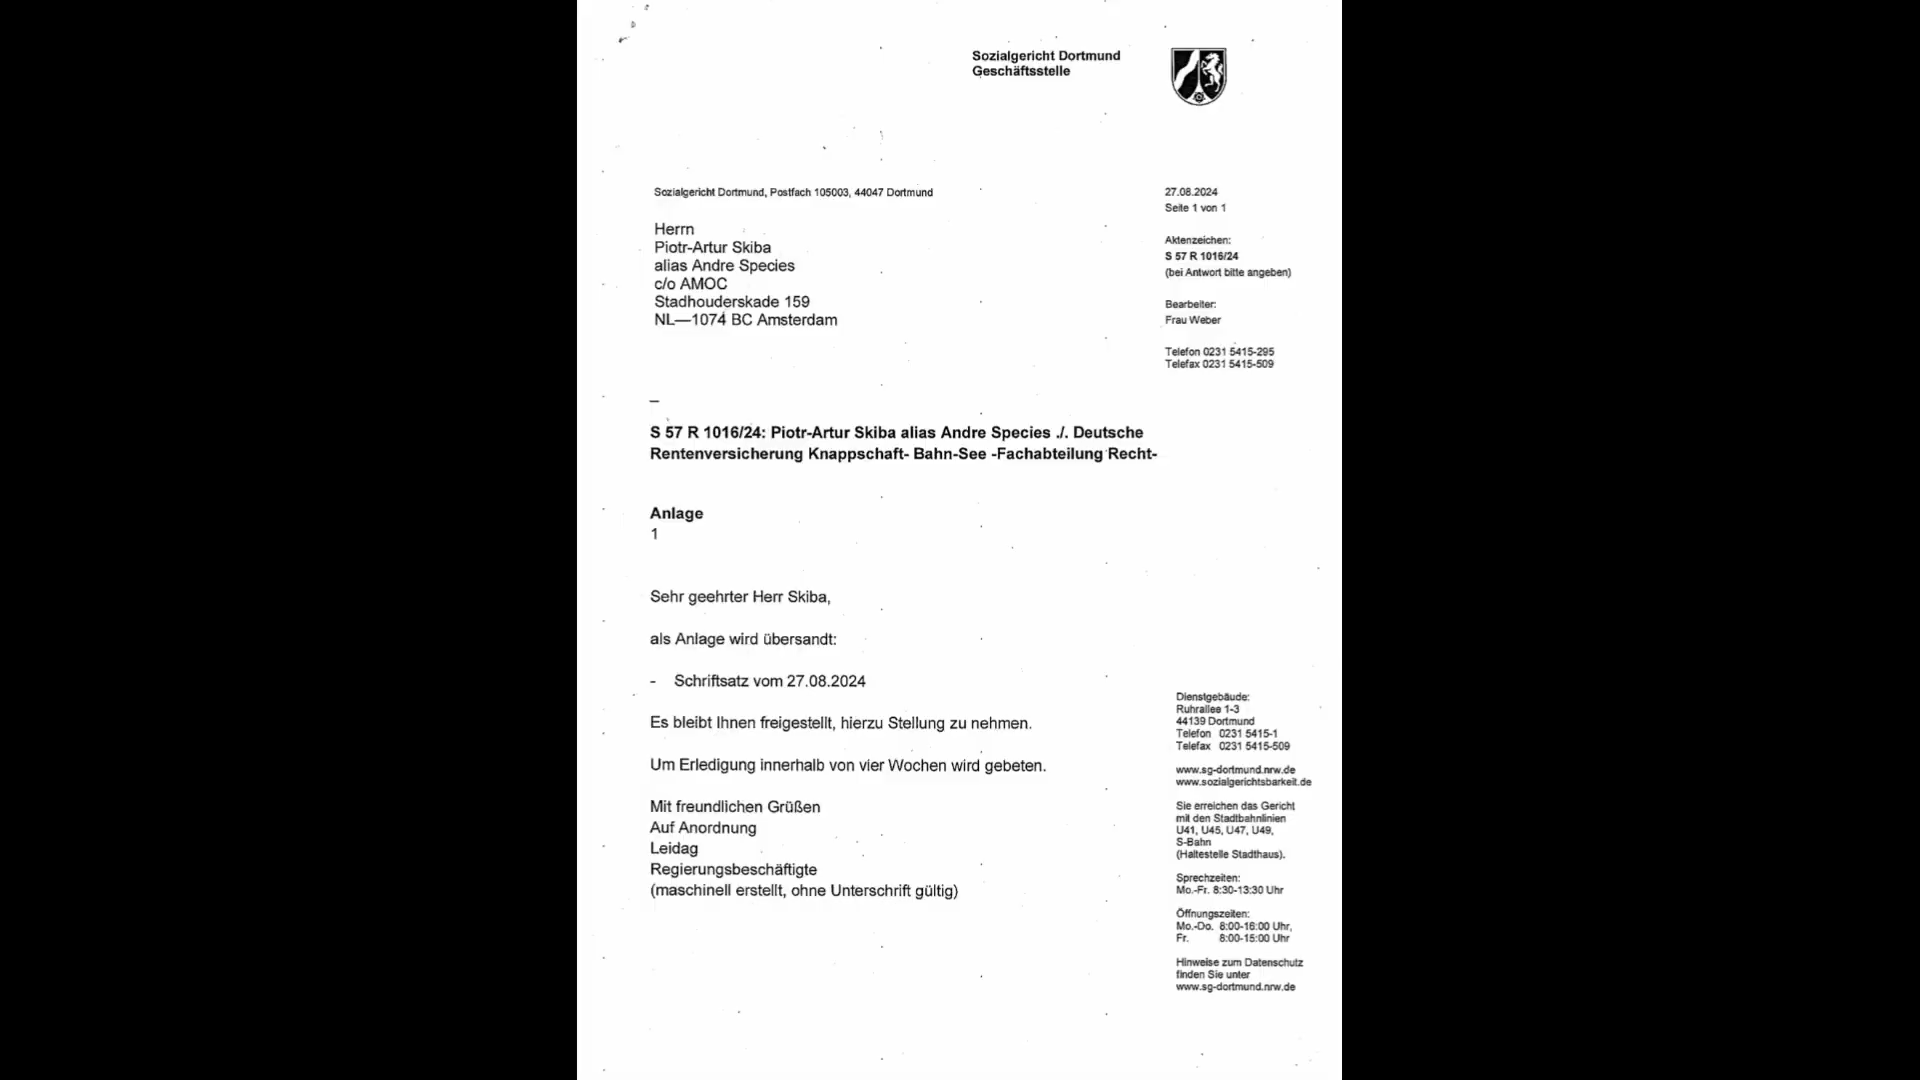 Sozialgericht Dortmund
Geschäftsstelle
Sozialgericht Dortmund, Postfach 105003, 44047 Dortmund
Herrn
Piotr-Artur Skiba
alias Andre Species
c/o AMOC
Stadhouderskade 159
NL—1074 BC Amsterdam
27.08.2024
Seite 1 von 1
Aktenzeichen:
S 57 R 1016/24
(bei Antwort bitte angeben)
Bearbeiter:
Frau Weber
Telefon 0231 5415-295
Telefax 0231 5415-509
S 57 R 1016/24: Piotr-Artur Skiba alias Andre Species ./. Deutsche
Rentenversicherung Knappschaft- Bahn-See -Fachabteilung Recht-
Anlage
1
Sehr geehrter Herr Skiba,
als Anlage wird übersandt:
- Schriftsatz vom 27.08.2024
Es bleibt Ihnen freigestellt, hierzu Stellung zu nehmen.
Um Erledigung innerhalb von vier Wochen wird gebeten.
Mit freundlichen Grüßen
Auf Anordnung
Leidag
Regierungsbeschäftigte
(maschinell erstellt, ohne Unterschrift gültig)
Dienstgebäude:
Ruhrallee 1-3
44139 Dortmund
Telefon 0231 5415-1
Telefax 0231 5415-509
www.sg-dortmund.nrw.de
www.sozialgerichtsbarkeit.de
Sie erreichen das Gericht
mit den Stadtbahnlinien
U41, U45, U47, U49,
S-Bahn
(Haltestelle Stadthaus).
Sprechzeiten:
Mo.-Fr. 8:30-13:30 Uhr
Öffnungszeiten:
Mo.-Do. 8:00-16:00 Uhr,
Fr. 8:00-15:00 Uhr
Hinweise zum Datenschutz
finden Sie unter
www.sg-dortmund.nrw.de